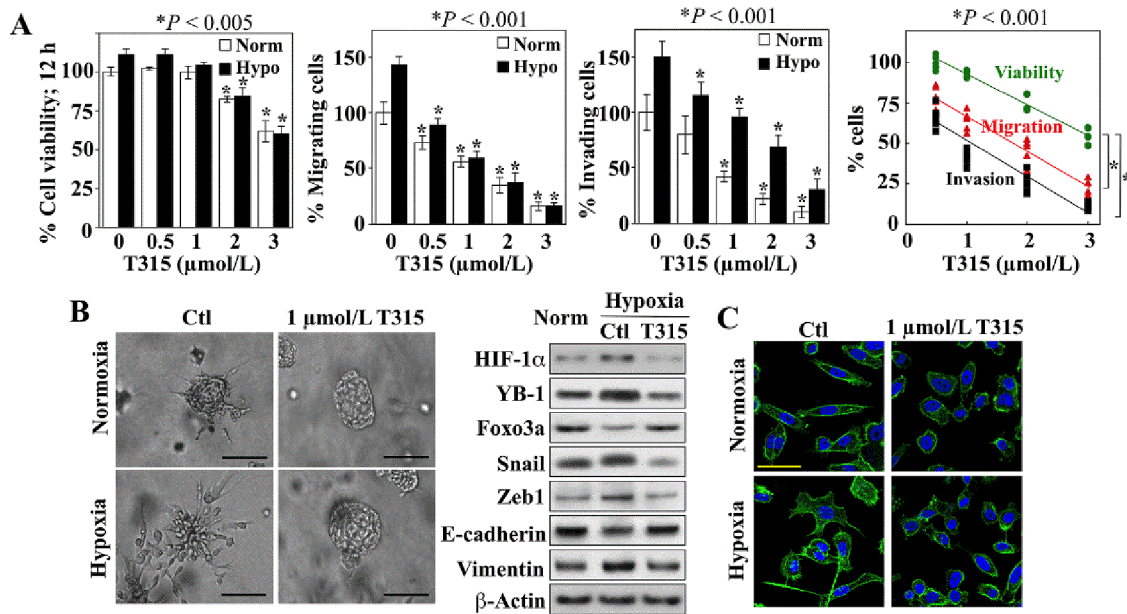 A
*P < 0.005
% Cell viability; 12 h
100
75
50
25
0
Norm
Hypo
* * * *
0 0.5 1 2 3
T315 (µmol/L)
*P < 0.001
% Migrating cells
150
100
50
0
Norm
Hypo
* * * * * * * *
0 0.5 1 2 3
T315 (µmol/L)
*P < 0.001
% Invading cells
150
100
50
0
Norm
Hypo
* * * * * * *
0 0.5 1 2 3
T315 (µmol/L)
*P < 0.001
% cells
100
75
50
25
0
Viability
Migration
Invasion
* *
1 2 3
T315 (µmol/L)
B
Ctl 1 µmol/L T315
Normoxia
Hypoxia
Hypoxia
Norm Ctl T315
HIF-1α
YB-1
Foxo3a
Snail
Zeb1
E-cadherin
Vimentin
β-Actin
C
Ctl 1 µmol/L T315
Normoxia
Hypoxia